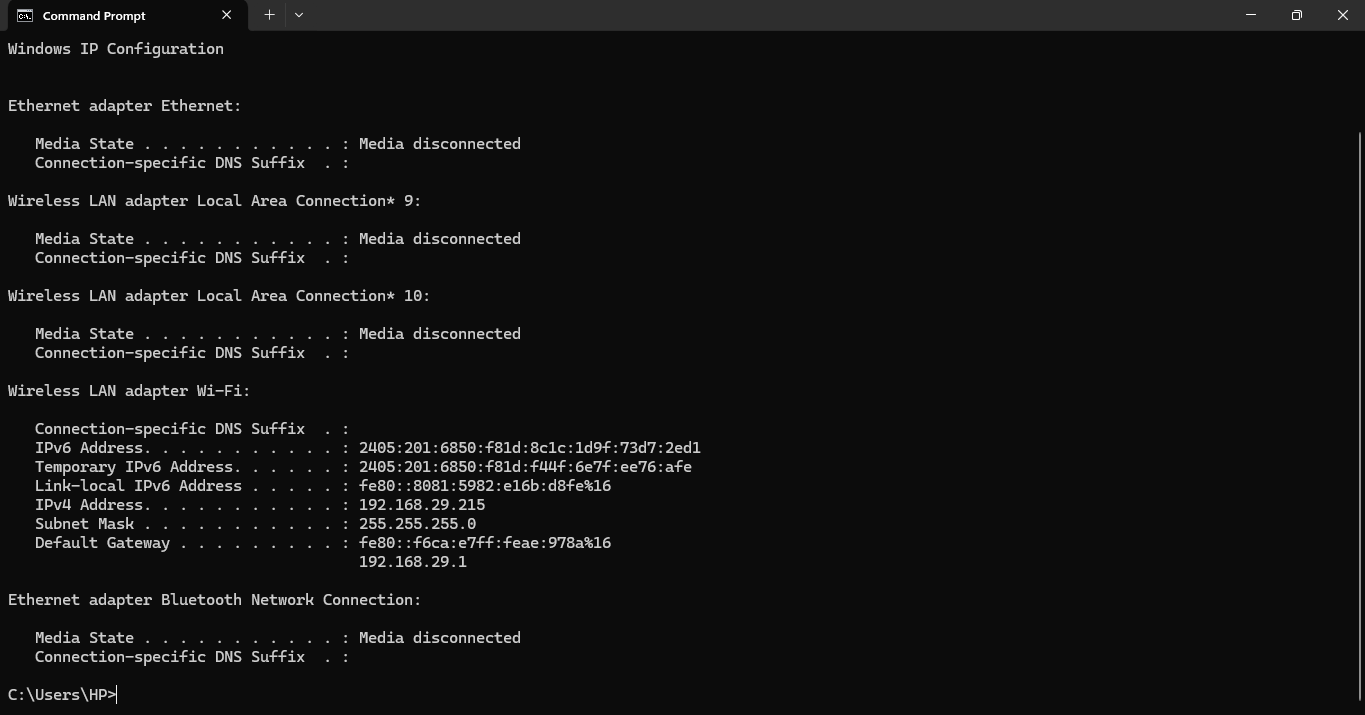 Command Prompt
Windows IP Configuration
Ethernet adapter Ethernet:
Media State . . . . . . . . . . . : Media disconnected
Connection-specific DNS Suffix  . :
Wireless LAN adapter Local Area Connection* 9:
Media State . . . . . . . . . . . : Media disconnected
Connection-specific DNS Suffix  . :
Wireless LAN adapter Local Area Connection* 10:
Media State . . . . . . . . . . . : Media disconnected
Connection-specific DNS Suffix  . :
Wireless LAN adapter Wi-Fi:
Connection-specific DNS Suffix  . :
IPv6 Address. . . . . . . . . . . : 2405:201:6850:f81d:8c1c:1d9f:73d7:2ed1
Temporary IPv6 Address. . . . . . : 2405:201:6850:f81d:f44f:6e7f:ee76:afe
Link-local IPv6 Address . . . . . : fe80::8081:5982:e16b:d8fe%16
IPv4 Address. . . . . . . . . . . : 192.168.29.215
Subnet Mask . . . . . . . . . . . : 255.255.255.0
Default Gateway . . . . . . . . . : fe80::f6ca:e7ff:feae:978a%16
192.168.29.1
Ethernet adapter Bluetooth Network Connection:
Media State . . . . . . . . . . . : Media disconnected
Connection-specific DNS Suffix  . :
C:\Users\HP>